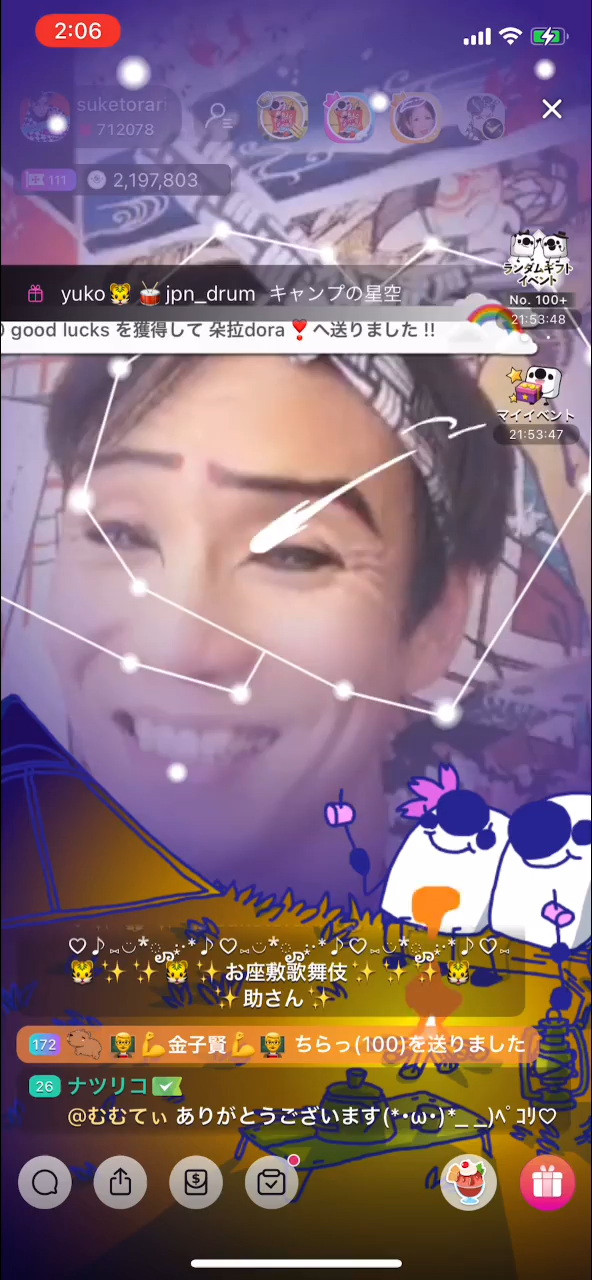 2:06
suketorar
712078
111
2,197,803
ランダムギフト
イベント
No. 100+
21:53:48
yuko🐯🥁jpn_drum キャンプの星空
good lucks を獲得して 朵拉dora❣️へ送りました !!
マイイベント
21:53:47
✨✨お座敷歌舞伎✨✨✨
✨助さん✨
172 💪金子賢💪 ちらっ(100)を送りました
26 ナツリコ
@むむてぃ ありがとうございます(*･ω･)*_ _)ペコリ♡